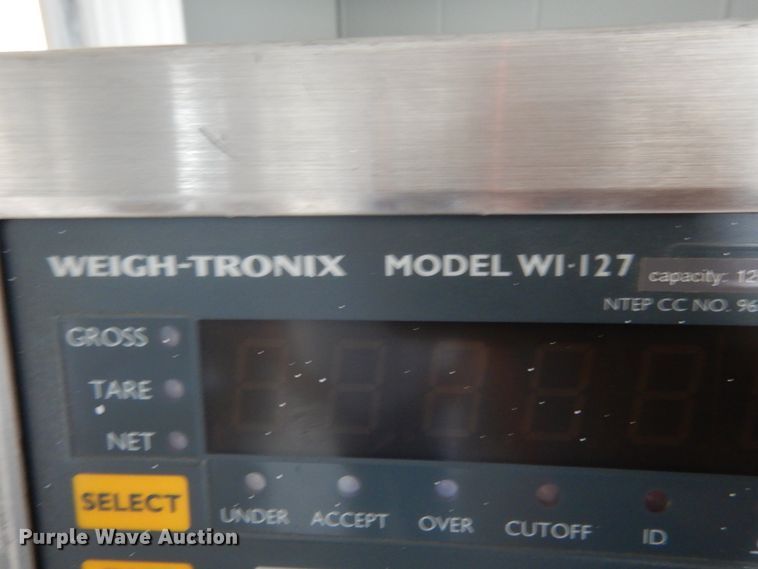 WEIGH-TRONIX MODEL WI-127
capacity: 12
NTEP CC NO. 96
GROSS
TARE
NET
SELECT
UNDER ACCEPT OVER CUTOFF ID
Purple Wave Auction